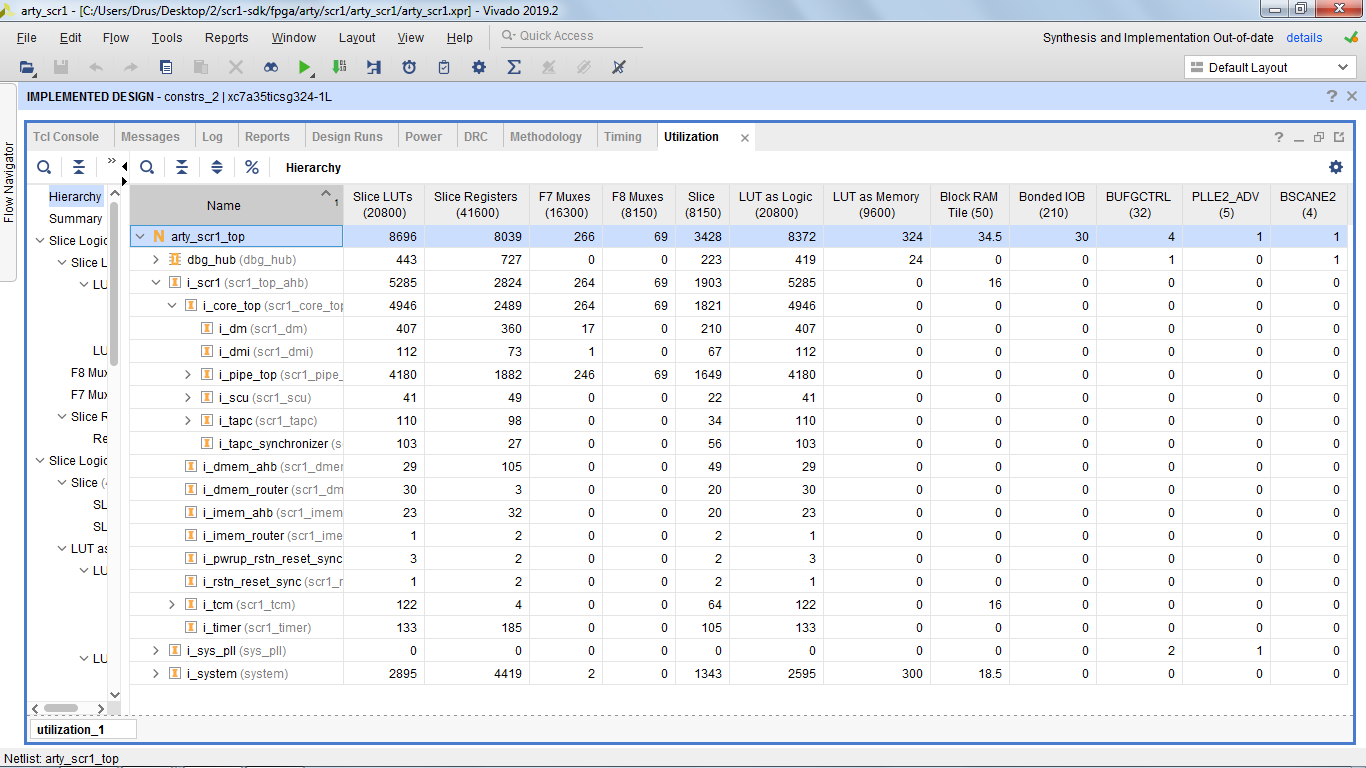 arty_scr1 - [C:/Users/Drus/Desktop/2/scr1-sdk/fpga/arty/scr1/arty_scr1/arty_scr1.xpr] - Vivado 2019.2
File Edit Flow Tools Reports Window Layout View Help Quick Access Synthesis and Implementation Out-of-date details
Default Layout
IMPLEMENTED DESIGN - constrs_2 | xc7a35ticsg324-1L
Flow Navigator
Tcl Console Messages Log Reports Design Runs Power DRC Methodology Timing Utilization
Hierarchy
Hierarchy
Summary
Slice Logic
Slice L
LU
LU
F8 Mux
F7 Mux
Slice R
Re
Slice Logic
Slice (
SL
SL
LUT as
LU
LU
Name 1 Slice LUTs (20800) Slice Registers (41600) F7 Muxes (16300) F8 Muxes (8150) Slice (8150) LUT as Logic (20800) LUT as Memory (9600) Block RAM Tile (50) Bonded IOB (210) BUFGCTRL (32) PLLE2_ADV (5) BSCANE2 (4)
N arty_scr1_top 8696 8039 266 69 3428 8372 324 34.5 30 4 1 1
dbg_hub (dbg_hub) 443 727 0 0 223 419 24 0 0 1 0 1
i_scr1 (scr1_top_ahb) 5285 2824 264 69 1903 5285 0 16 0 0 0 0
i_core_top (scr1_core_top 4946 2489 264 69 1821 4946 0 0 0 0 0 0
i_dm (scr1_dm) 407 360 17 0 210 407 0 0 0 0 0 0
i_dmi (scr1_dmi) 112 73 1 0 67 112 0 0 0 0 0 0
i_pipe_top (scr1_pipe_ 4180 1882 246 69 1649 4180 0 0 0 0 0 0
i_scu (scr1_scu) 41 49 0 0 22 41 0 0 0 0 0 0
i_tapc (scr1_tapc) 110 98 0 0 34 110 0 0 0 0 0 0
i_tapc_synchronizer (s 103 27 0 0 56 103 0 0 0 0 0 0
i_dmem_ahb (scr1_dmer 29 105 0 0 49 29 0 0 0 0 0 0
i_dmem_router (scr1_dm 30 3 0 0 20 30 0 0 0 0 0 0
i_imem_ahb (scr1_imem 23 32 0 0 20 23 0 0 0 0 0 0
i_imem_router (scr1_ime 1 2 0 0 2 1 0 0 0 0 0 0
i_pwrup_rstn_reset_sync 3 2 0 0 2 3 0 0 0 0 0 0
i_rstn_reset_sync (scr1_r 1 2 0 0 2 1 0 0 0 0 0 0
i_tcm (scr1_tcm) 122 4 0 0 64 122 0 16 0 0 0 0
i_timer (scr1_timer) 133 185 0 0 105 133 0 0 0 0 0 0
i_sys_pll (sys_pll) 0 0 0 0 0 0 0 0 0 2 1 0
i_system (system) 2895 4419 2 0 1343 2595 300 18.5 0 0 0 0
utilization_1
Netlist: arty_scr1_top